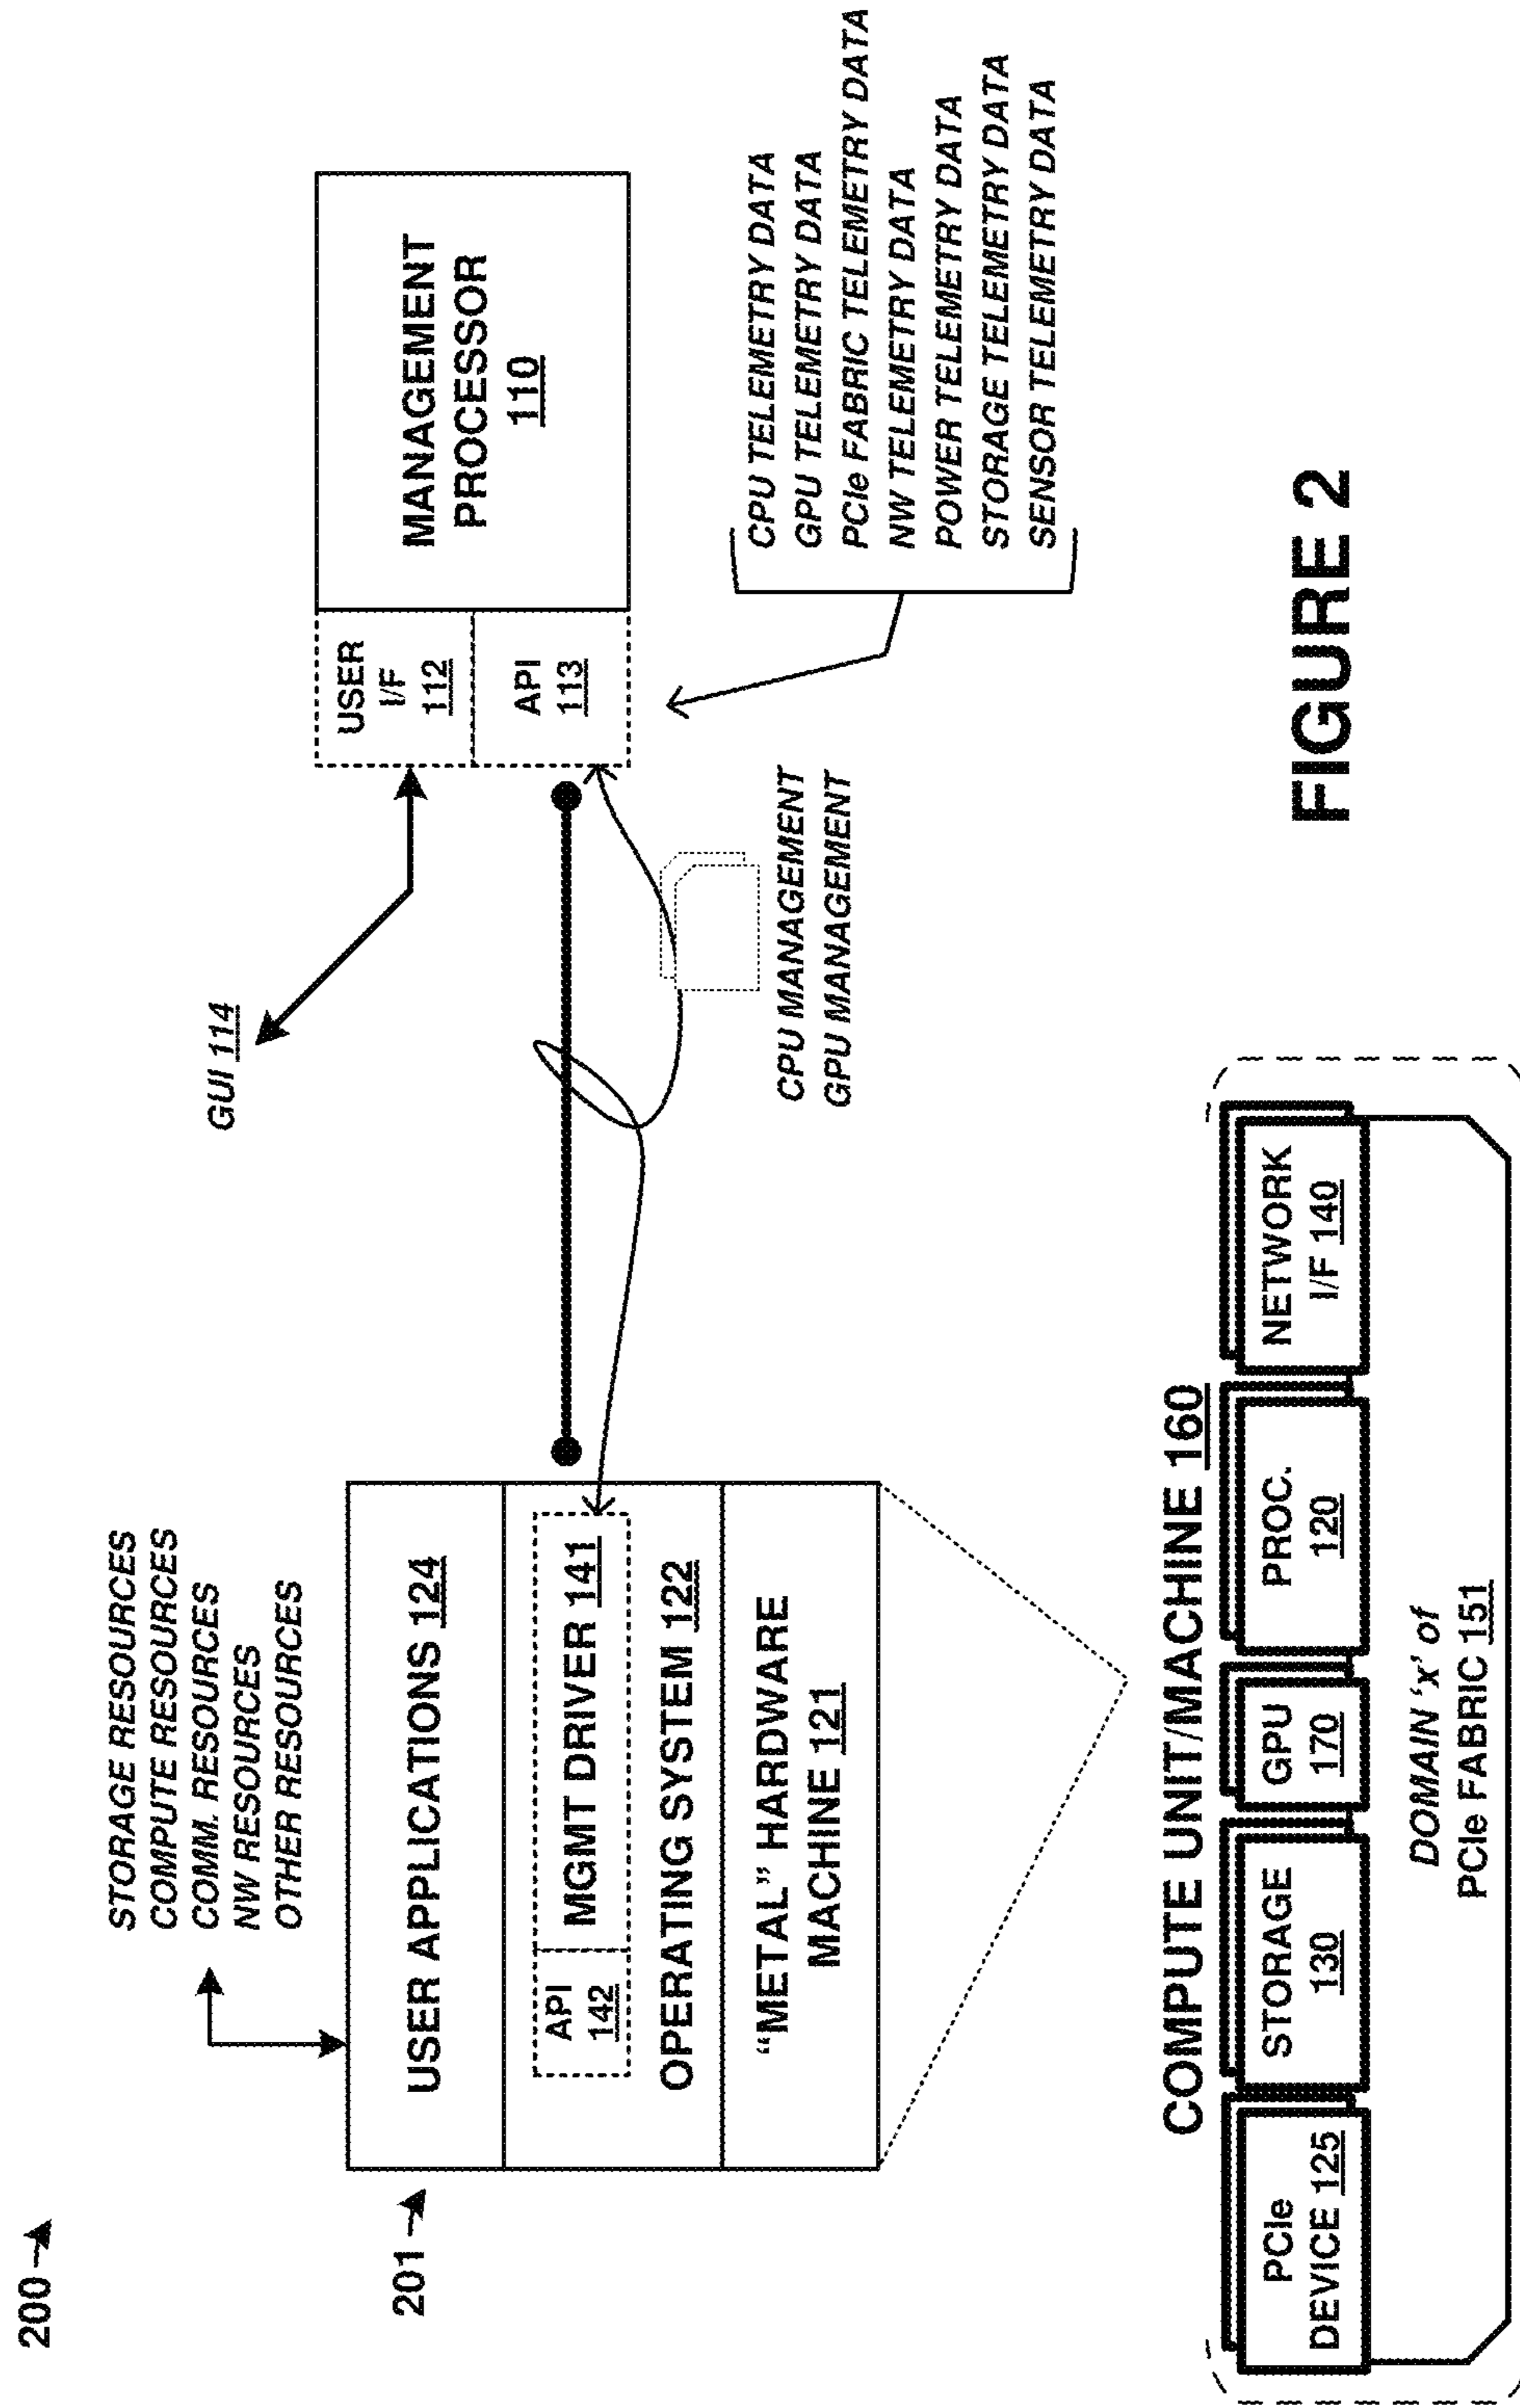 200
STORAGE RESOURCES
COMPUTE RESOURCES
COMM. RESOURCES
NW RESOURCES
OTHER RESOURCES
GUI 114
201
USER APPLICATIONS 124
API
142
MGMT DRIVER 141
OPERATING SYSTEM 122
“METAL” HARDWARE
MACHINE 121
USER
I/F
112
API
113
MANAGEMENT
PROCESSOR
110
CPU MANAGEMENT
GPU MANAGEMENT
CPU TELEMETRY DATA
GPU TELEMETRY DATA
PCIe FABRIC TELEMETRY DATA
NW TELEMETRY DATA
POWER TELEMETRY DATA
STORAGE TELEMETRY DATA
SENSOR TELEMETRY DATA
COMPUTE UNIT/MACHINE 160
PCIe
DEVICE 125
STORAGE
130
GPU
170
PROC.
120
NETWORK
I/F 140
DOMAIN ‘x’ of
PCIe FABRIC 151
FIGURE 2